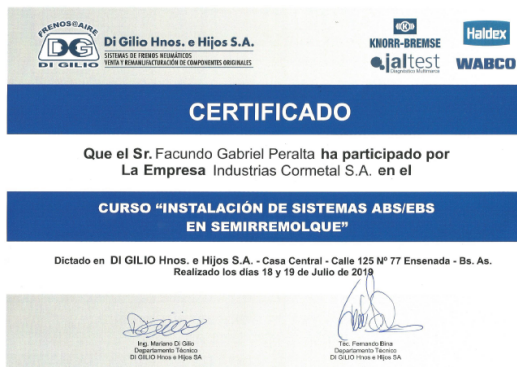 FRENOS@AIRE
DG
DI GILIO
Di Gilio Hnos. e Hijos S.A.
SISTEMAS DE FRENOS NEUMÁTICOS
VENTA Y REMANUFACTURACIÓN DE COMPONENTES ORIGINALES
KNORR-BREMSE
Haldex
jaltest
Diagnóstico Multimarca
WABCO
CERTIFICADO
Que el Sr. Facundo Gabriel Peralta ha participado por
La Empresa Industrias Cormetal S.A. en el
CURSO “INSTALACIÓN DE SISTEMAS ABS/EBS
EN SEMIRREMOLQUE”
Dictado en DI GILIO Hnos. e Hijos S.A. - Casa Central - Calle 125 Nº 77 Ensenada - Bs. As.
Realizado los días 18 y 19 de Julio de 2019
Ing. Mariano Di Gilio
Departamento Técnico
DI GILIO Hnos e Hijos SA
Téc. Fernando Bina
Departamento Técnico
DI GILIO Hnos e Hijos SA